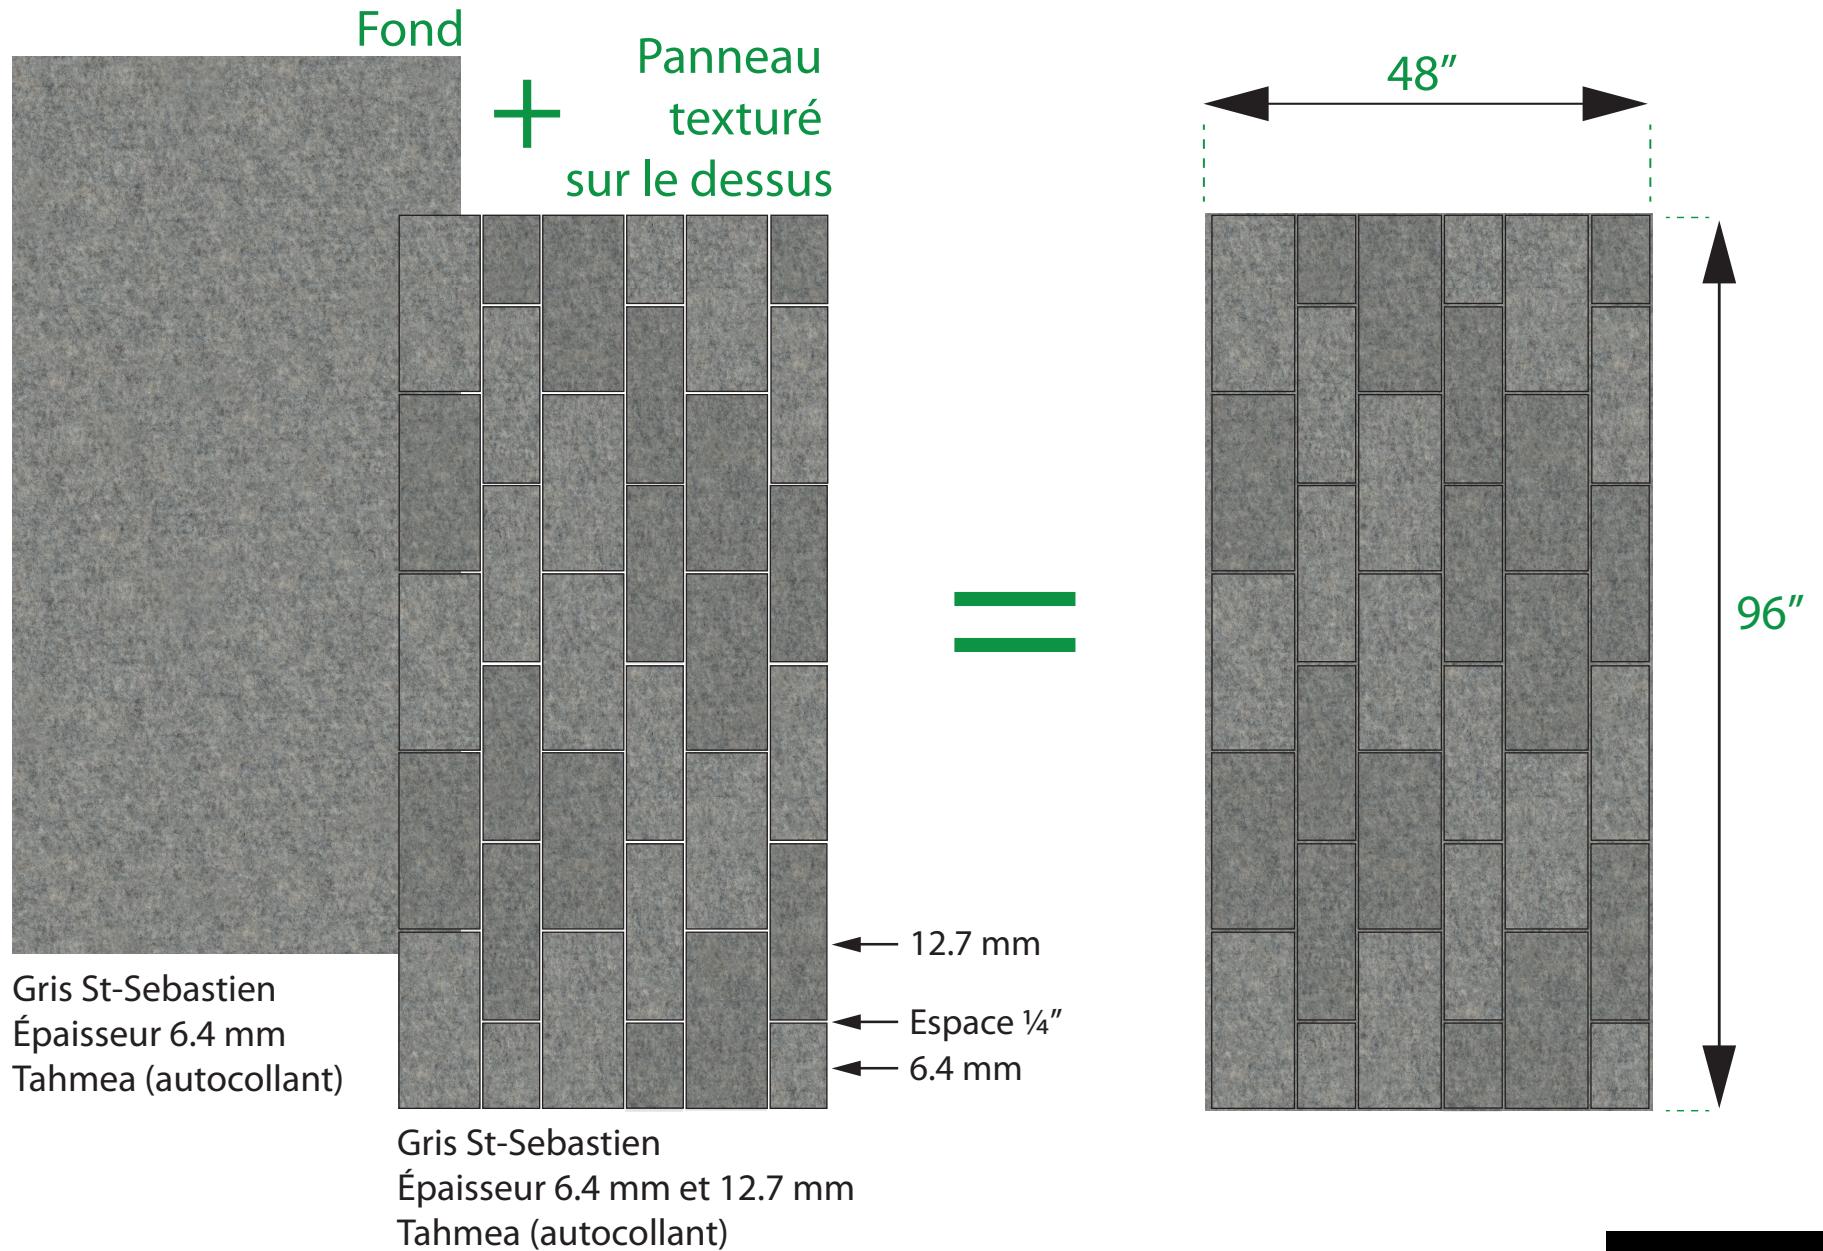 Fond
+
Panneau
texturé
sur le dessus
=
48″
96″
12.7 mm
Espace ¼″
6.4 mm
Gris St-Sebastien
Épaisseur 6.4 mm
Tahmea (autocollant)
Gris St-Sebastien
Épaisseur 6.4 mm et 12.7 mm
Tahmea (autocollant)